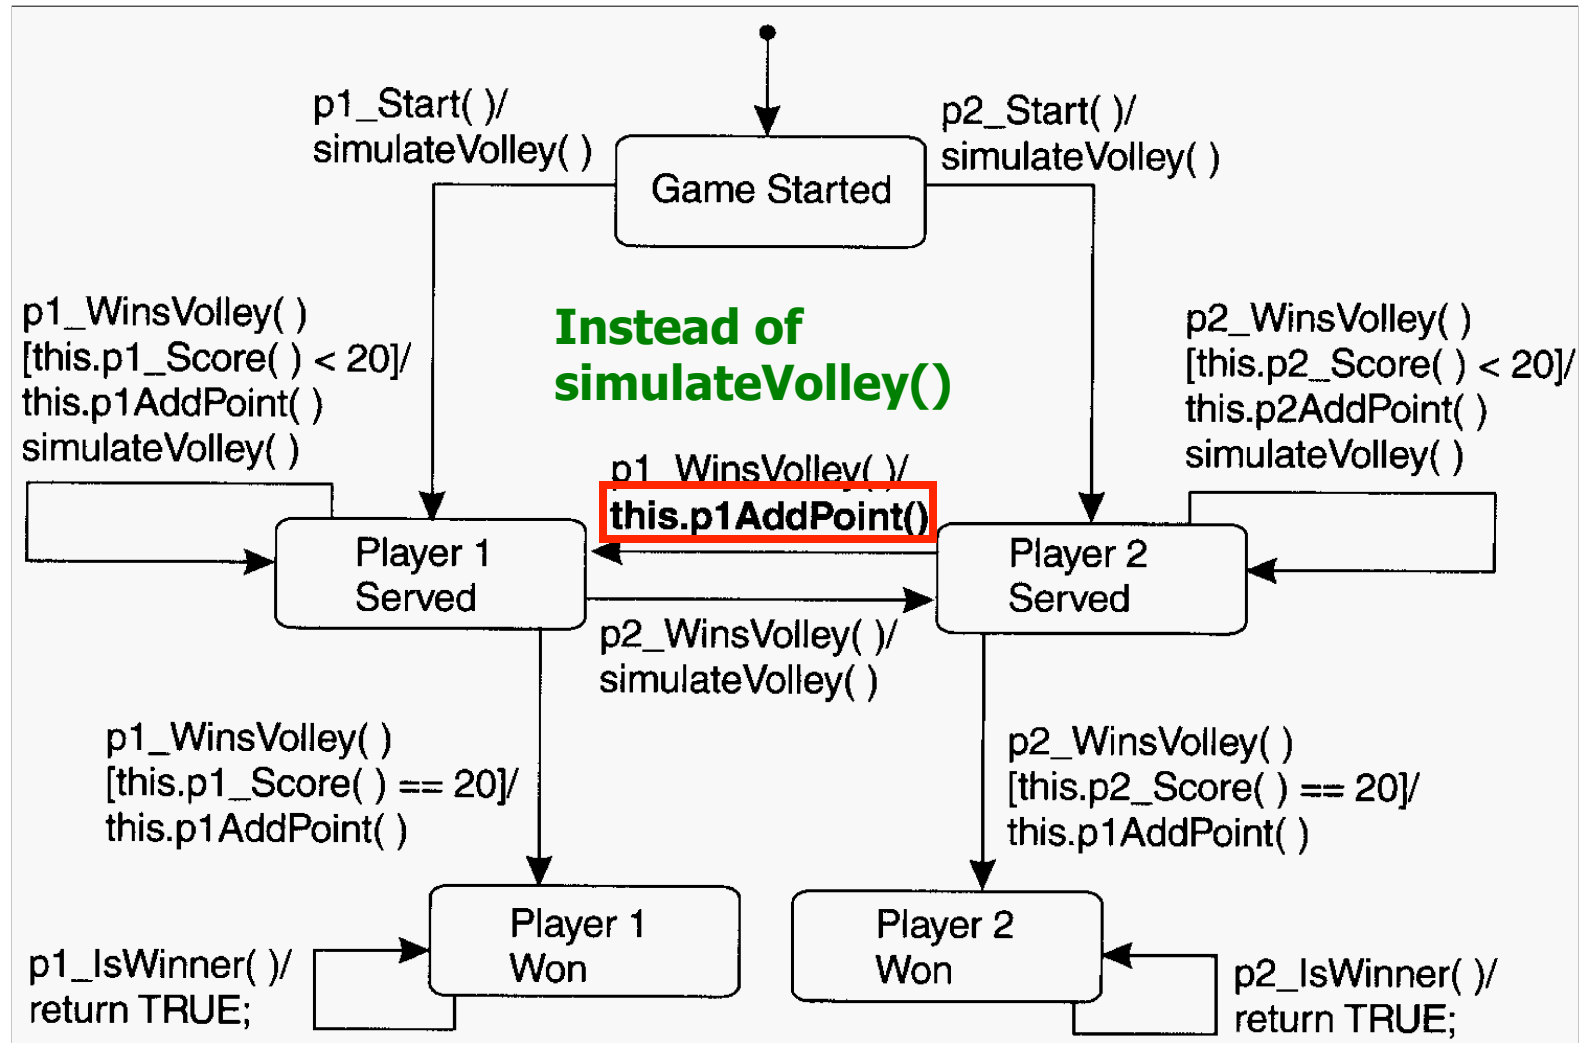 p1_Start( )/
simulateVolley( )
p2_Start( )/
simulateVolley( )
Game Started
p1_WinsVolley( )
[this.p1_Score( ) < 20]/
this.p1AddPoint( )
simulateVolley( )
Instead of
simulateVolley()
p2_WinsVolley( )
[this.p2_Score( ) < 20]/
this.p2AddPoint( )
simulateVolley( )
p1_WinsVolley( )/
this.p1AddPoint()
Player 1
Served
Player 2
Served
p2_WinsVolley( )/
simulateVolley( )
p1_WinsVolley( )
[this.p1_Score( ) == 20]/
this.p1AddPoint( )
p2_WinsVolley( )
[this.p2_Score( ) == 20]/
this.p1AddPoint( )
Player 1
Won
Player 2
Won
p1_IsWinner( )/
return TRUE;
p2_IsWinner( )/
return TRUE;